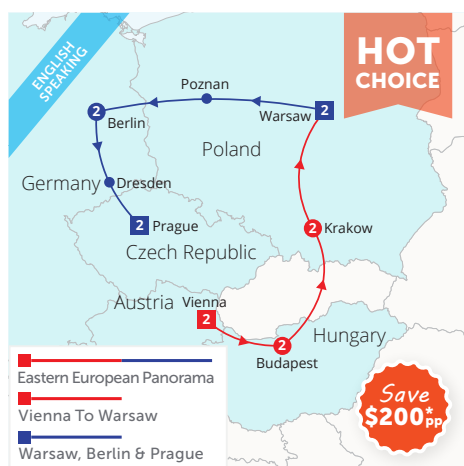 ENGLISH
SPEAKING
HOT
CHOICE
Poznan
2
Berlin
Warsaw 2
Poland
Germany
Dresden
2 Prague
Czech Republic
2 Krakow
Austria
Vienna
2
Hungary
2
Budapest
Eastern European Panorama
Vienna To Warsaw
Warsaw, Berlin & Prague
Save
$200*pp